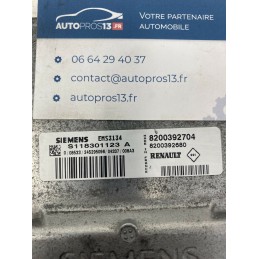 AUTOPROS13.FR
VOTRE PARTENAIRE
AUTOMOBILE
06 64 29 40 37
contact@autopros13.fr
autopros13.fr
SIEMENS EMS3134
S118301123 A
8200392704
8200392680
RENAULT
SIEMENS